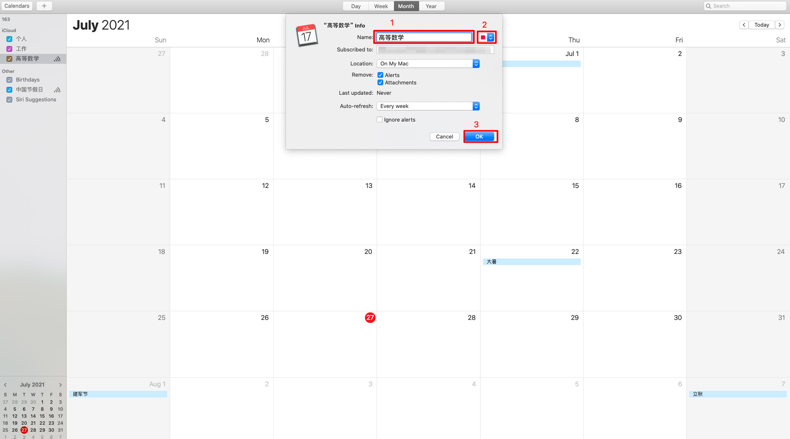 Calendars + Day Week Month Year Search
July 2021 < Today >
Sun Mon Thu Fri Sat
163
iCloud
个人
工作
高等数学
Other
Birthdays
中国节假日
Siri Suggestions
JUL
17
"高等数学" Info
1
2
Name: 高等数学
Subscribed to:
Location: On My Mac
Remove: Alerts
Attachments
Last updated: Never
Auto-refresh: Every week
Ignore alerts
3
Cancel OK
27 28 Jul 1 2 3
4 5 8 9 10
11 12 13 14 15 16 17
18 19 20 21 22 23 24
大暑
25 26 27 28 29 30 31
Aug 1 2 3 4 5 6 7
建军节 立秋
< July 2021 >
S M T W T F S
27 28 29 30 1 2 3
4 5 6 7 8 9 10
11 12 13 14 15 16 17
18 19 20 21 22 23 24
25 26 27 28 29 30 31
1 2 3 4 5 6 7